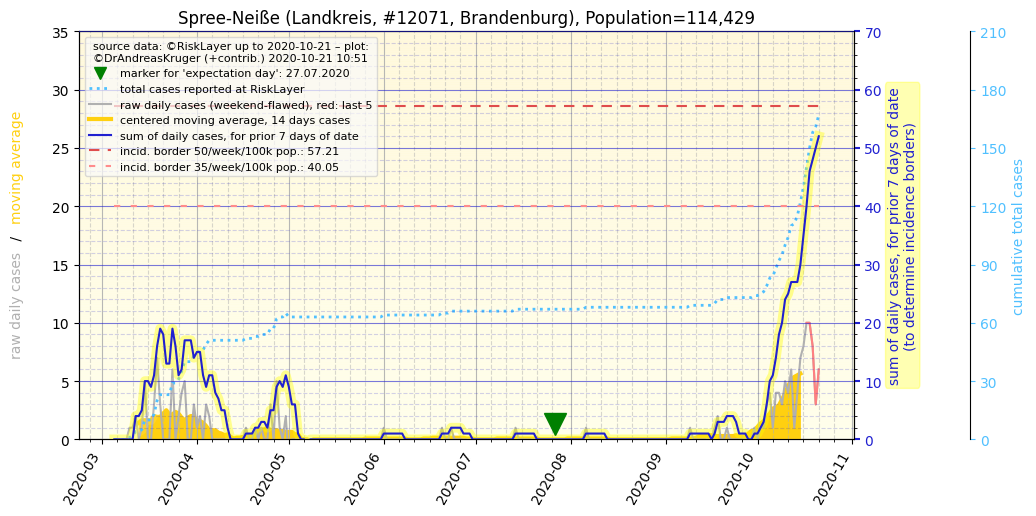 Spree-Neiße (Landkreis, #12071, Brandenburg), Population=114,429
source data: ©RiskLayer up to 2020-10-21 – plot:
©DrAndreasKruger (+contrib.) 2020-10-21 10:51
marker for 'expectation day': 27.07.2020
total cases reported at RiskLayer
raw daily cases (weekend-flawed), red: last 5
centered moving average, 14 days cases
sum of daily cases, for prior 7 days of date
incid. border 50/week/100k pop.: 57.21
incid. border 35/week/100k pop.: 40.05
raw daily cases / moving average
35
30
25
20
15
10
5
0
2020-03
2020-04
2020-05
2020-06
2020-07
2020-08
2020-09
2020-10
2020-11
70
60
50
40
30
20
10
0
sum of daily cases, for prior 7 days of date
(to determine incidence borders)
210
180
150
120
90
60
30
0
cumulative total cases